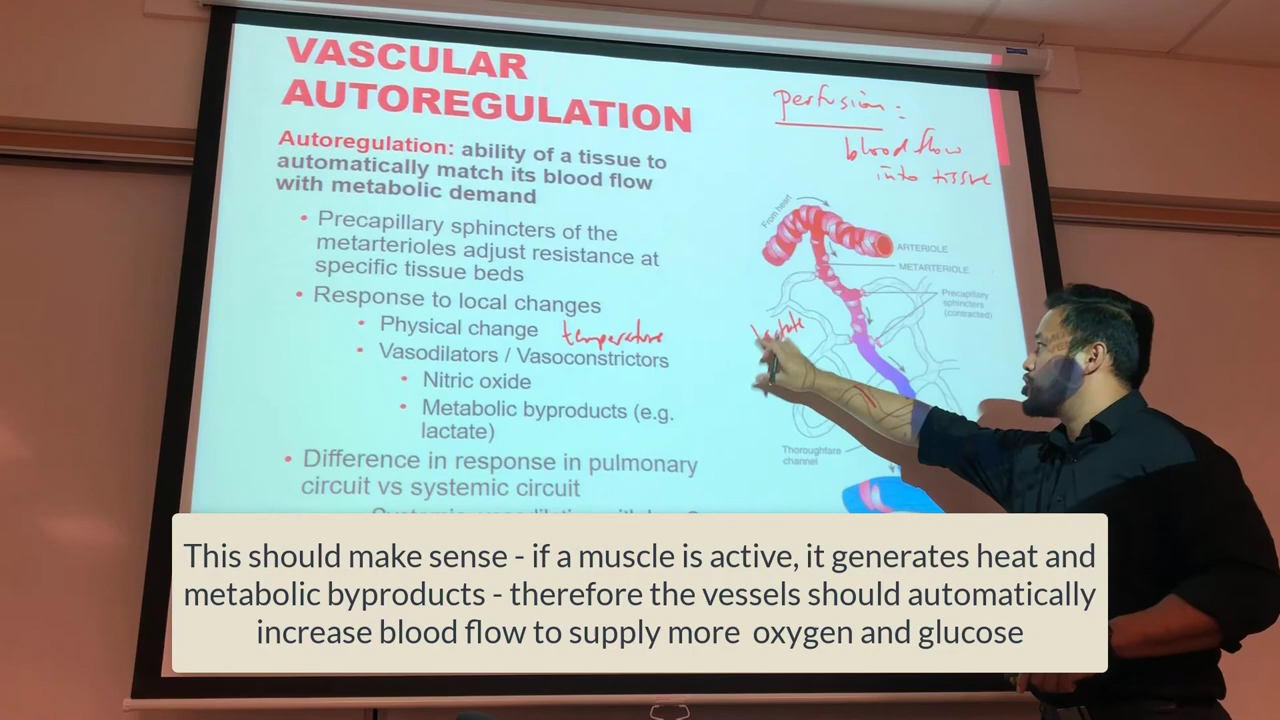 VASCULAR
AUTOREGULATION
Autoregulation: ability of a tissue to
automatically match its blood flow
with metabolic demand
• Precapillary sphincters of the
metarterioles adjust resistance at
specific tissue beds
• Response to local changes
• Physical change temperature
• Vasodilators / Vasoconstrictors
• Nitric oxide
• Metabolic byproducts (e.g.
lactate)
• Difference in response in pulmonary
circuit vs systemic circuit
perfusion:
blood flow
into tissue
From heart
ARTERIOLE
METARTERIOLE
Precapillary
sphincters
(contracted)
lactate
Thoroughfare
channel
This should make sense - if a muscle is active, it generates heat and
metabolic byproducts - therefore the vessels should automatically
increase blood flow to supply more oxygen and glucose